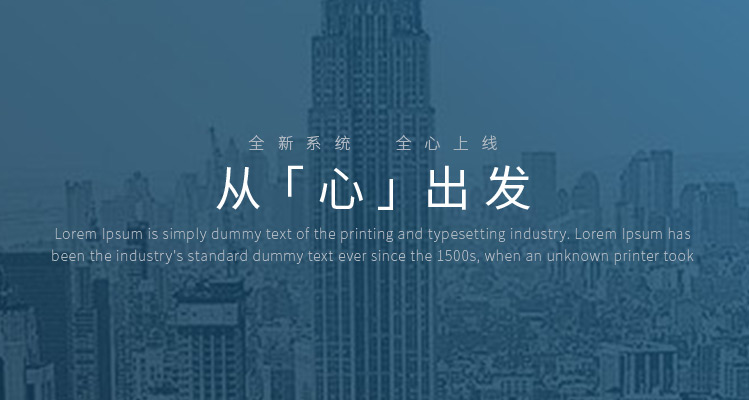 全新系统 全心上线
从「心」出发
Lorem Ipsum is simply dummy text of the printing and typesetting industry. Lorem Ipsum has
been the industry's standard dummy text ever since the 1500s, when an unknown printer took